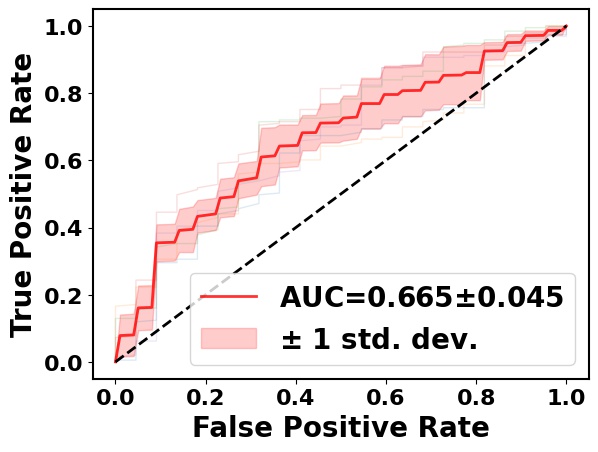 1.0
0.8
0.6
0.4
0.2
0.0
True Positive Rate
AUC=0.665±0.045
± 1 std. dev.
0.0 0.2 0.4 0.6 0.8 1.0
False Positive Rate